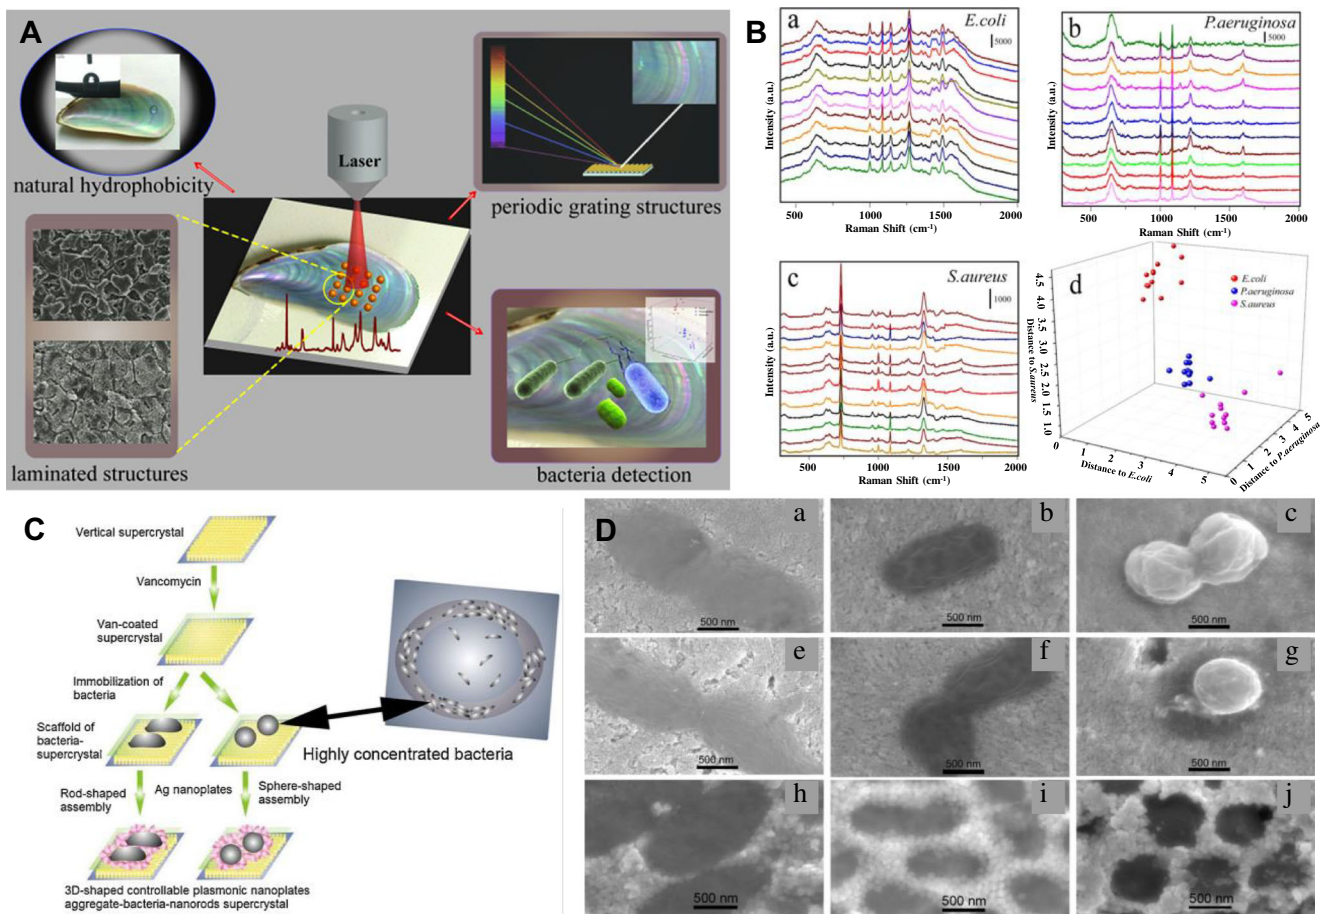 A
natural hydrophobicity
laminated structures
Laser
periodic grating structures
bacteria detection
B
a
E.coli
5000
Intensity (a.u.)
500
1000
1500
2000
Raman Shift (cm-1)
b
P.aeruginosa
5000
Intensity (a.u.)
500
1000
1500
2000
Raman Shift (cm-1)
c
S.aureus
1000
Intensity (a.u.)
500
1000
1500
2000
Raman Shift (cm-1)
d
E.coli
P.aeruginosa
S.aureus
4.5
4.0
3.5
3.0
2.5
2.0
1.5
1.0
Distance to S.aureus
0
1
2
3
4
5
Distance to E.coli
0
1
2
3
4
5
Distance to P.aeruginosa
C
Vertical supercrystal
Vancomycin
Van-coated
supercrystal
Immobilization of
bacteria
Scaffold of
bacteria-
supercrystal
Highly concentrated bacteria
Rod-shaped
assembly
Ag nanoplates
Sphere-shaped
assembly
3D-shaped controllable plasmonic nanoplates
aggregate-bacteria-nanorods supercrystal
D
a
500 nm
b
500 nm
c
500 nm
e
500 nm
f
500 nm
g
500 nm
h
500 nm
i
500 nm
j
500 nm